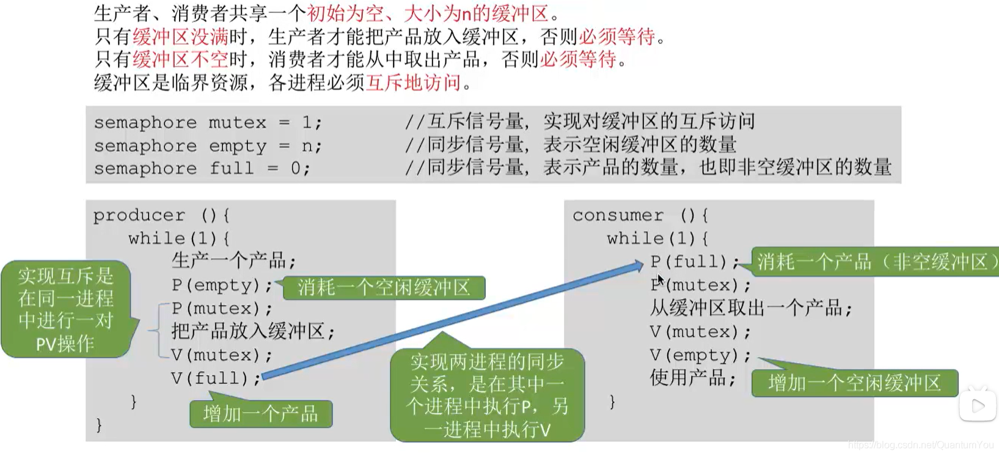 生产者、消费者共享一个初始为空、大小为n的缓冲区。
只有缓冲区没满时，生产者才能把产品放入缓冲区，否则必须等待。
只有缓冲区不空时，消费者才能从中取出产品，否则必须等待。
缓冲区是临界资源，各进程必须互斥地访问。
semaphore mutex = 1; //互斥信号量，实现对缓冲区的互斥访问
semaphore empty = n; //同步信号量，表示空闲缓冲区的数量
semaphore full = 0; //同步信号量，表示产品的数量，也即非空缓冲区的数量
producer (){
while(1){
生产一个产品;
P(empty);
消耗一个空闲缓冲区
P(mutex);
把产品放入缓冲区;
V(mutex);
V(full);
增加一个产品
}
}
实现互斥是
在同一进程
中进行一对
PV操作
实现两进程的同步
关系，是在其中一
个进程中执行P，另
一进程中执行V
consumer (){
while(1){
P(full);
消耗一个产品（非空缓冲区）
P(mutex);
从缓冲区取出一个产品;
V(mutex);
V(empty);
增加一个空闲缓冲区
使用产品;
}
https://blog.csdn.net/QuantumYou